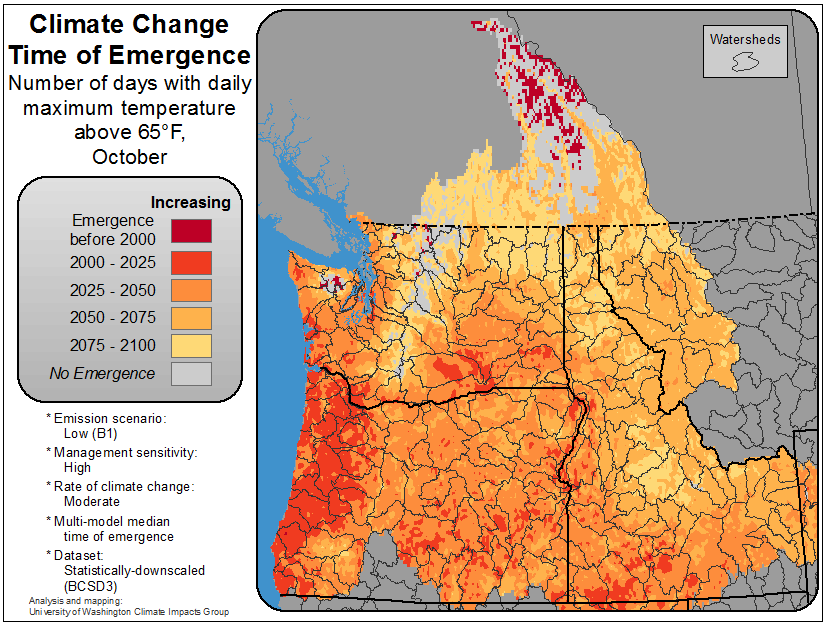 Climate Change
Time of Emergence
Number of days with daily
maximum temperature
above 65°F,
October
Increasing
Emergence
before 2000
2000 - 2025
2025 - 2050
2050 - 2075
2075 - 2100
No Emergence
* Emission scenario:
Low (B1)
* Management sensitivity:
High
* Rate of climate change:
Moderate
* Multi-model median
time of emergence
* Dataset:
Statistically-downscaled
(BCSD3)
Analysis and mapping:
University of Washington Climate Impacts Group
Watersheds